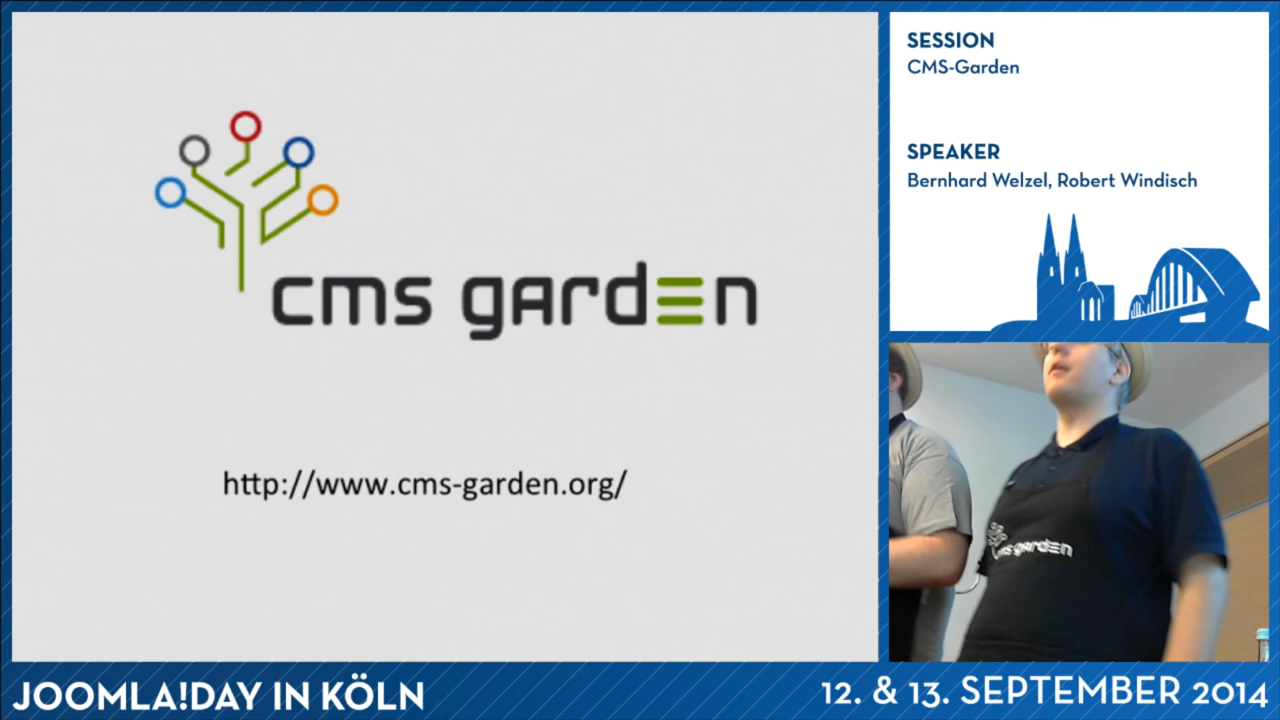 cms garden
http://www.cms-garden.org/
SESSION
CMS-Garden
SPEAKER
Bernhard Welzel, Robert Windisch
cms garden
JOOMLA!DAY IN KÖLN
12. & 13. SEPTEMBER 2014